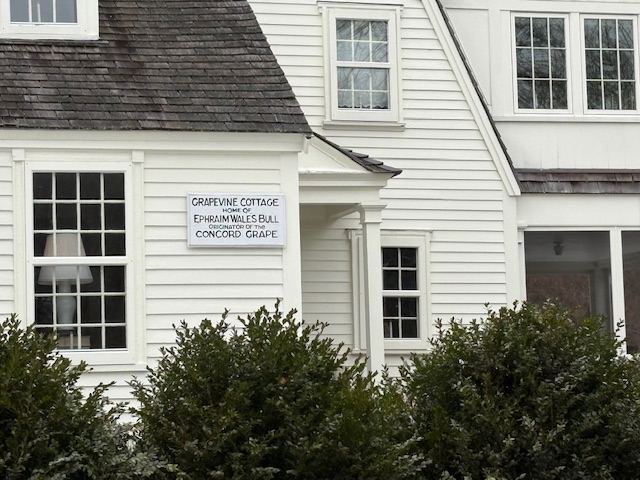 GRAPEVINE COTTAGE
HOME OF
EPHRAIM WALES BULL
ORIGINATOR OF THE
CONCORD GRAPE